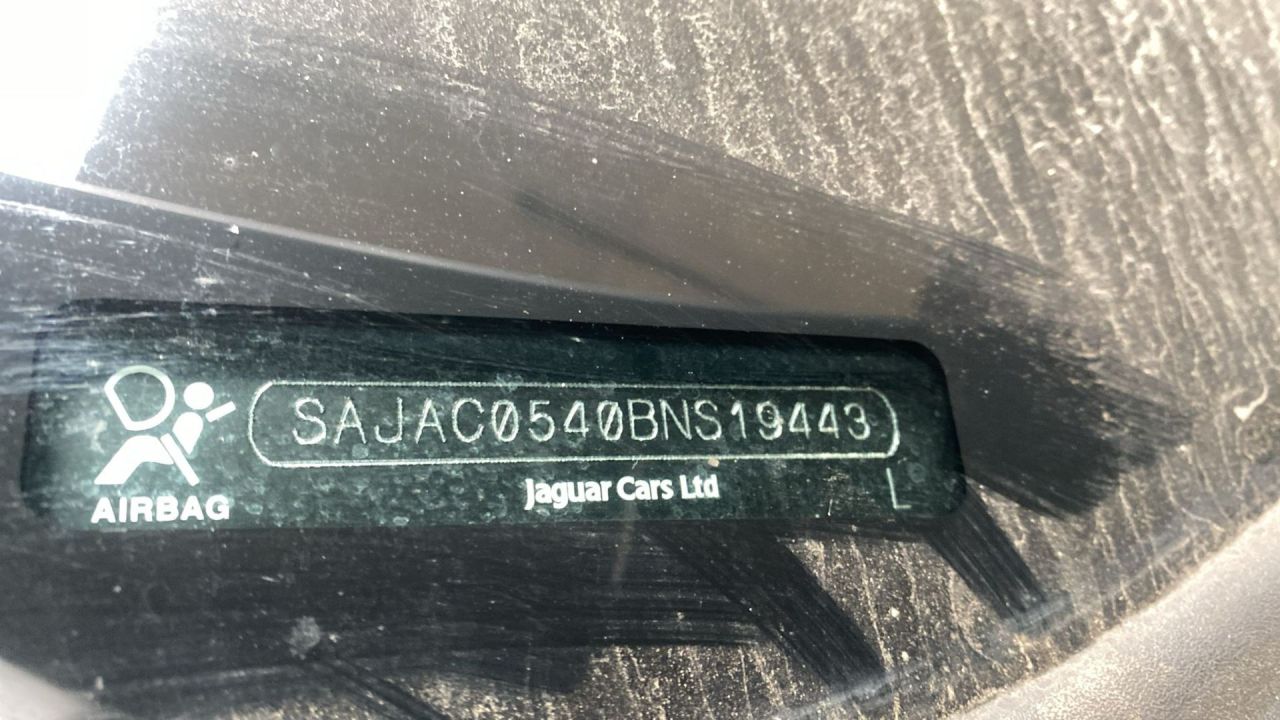 SAJAC0540BNS19443
AIRBAG
Jaguar Cars Ltd
L